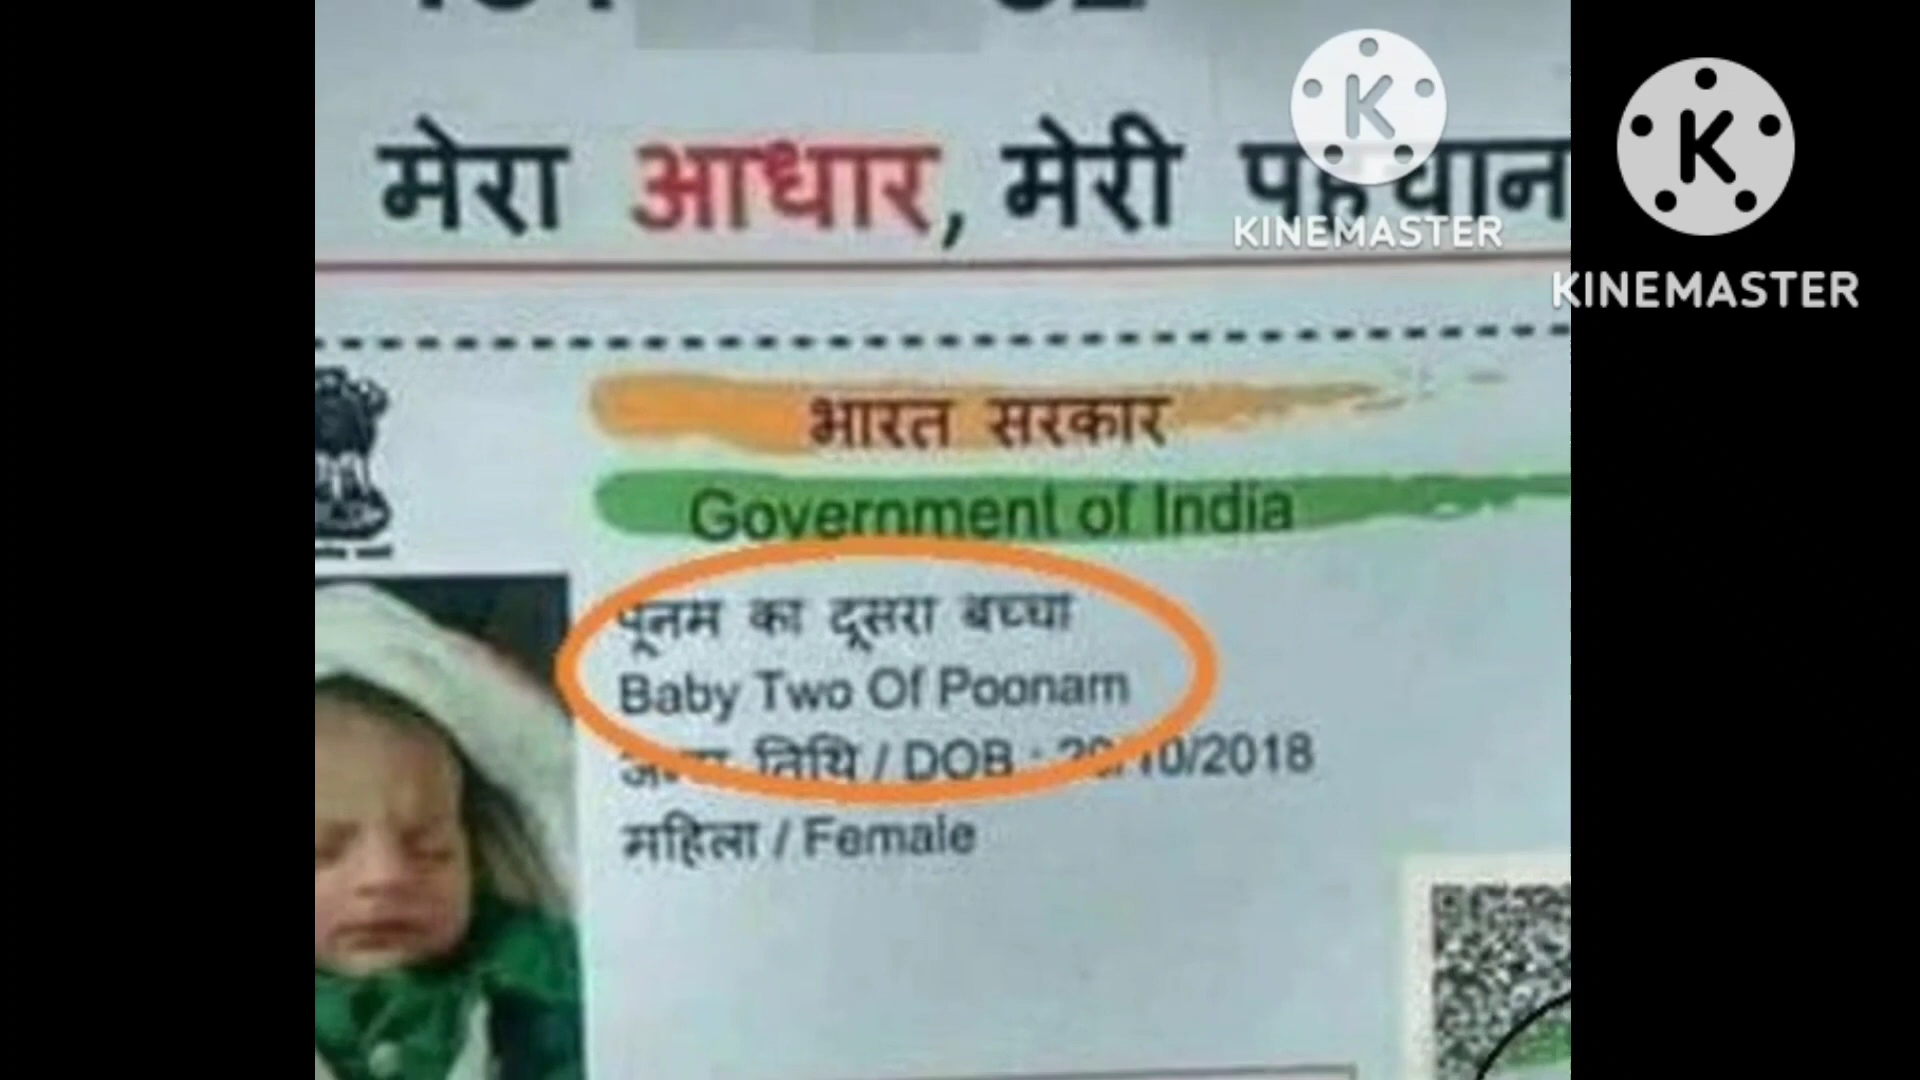 मेरा आधार, मेरी पहचान
KINEMASTER
KINEMASTER
भारत सरकार
Government of India
पूनम का दूसरा बच्चा
Baby Two Of Poonam
तिथि / DOB : /10/2018
महिला / Female